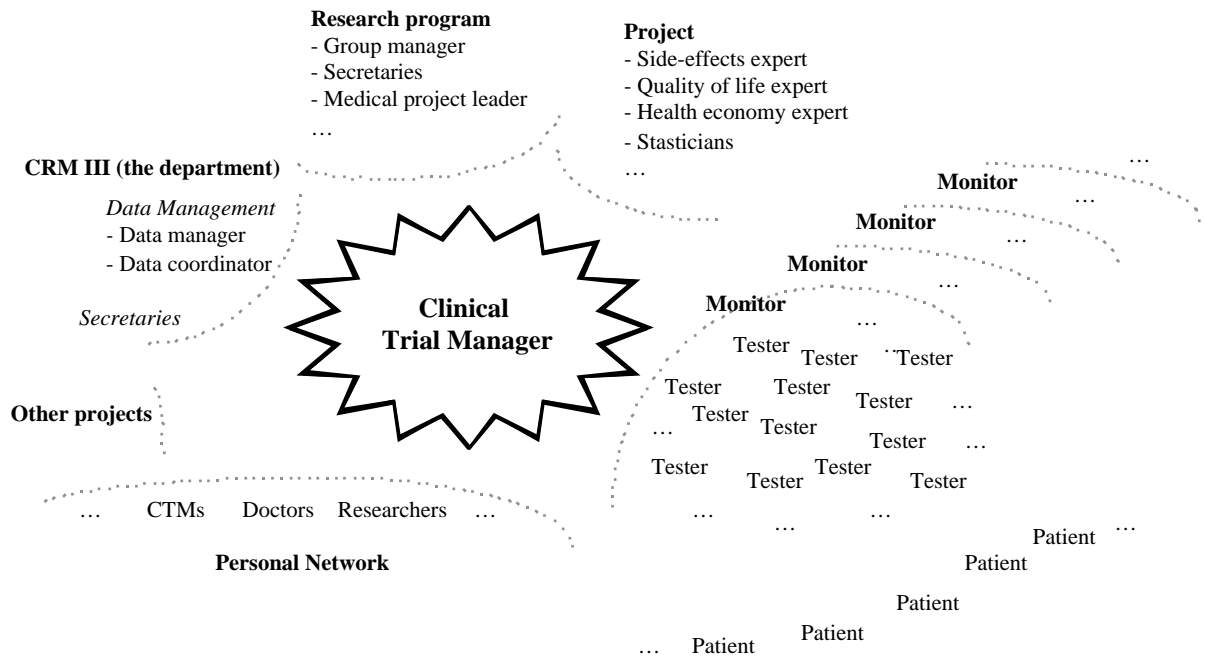 Research program
- Group manager
- Secretaries
- Medical project leader
…
Project
- Side-effects expert
- Quality of life expert
- Health economy expert
- Stasticians
…
CRM III (the department)
Data Management
- Data manager
- Data coordinator
Secretaries
Clinical
Trial Manager
Other projects
… CTMs Doctors Researchers …
Personal Network
…
Monitor
…
Monitor
…
Monitor
…
Monitor
…
Tester Tester …Tester
Tester Tester Tester …
Tester Tester Tester …
…
Tester Tester Tester Tester
… … …
Patient …
Patient
Patient
Patient
… Patient